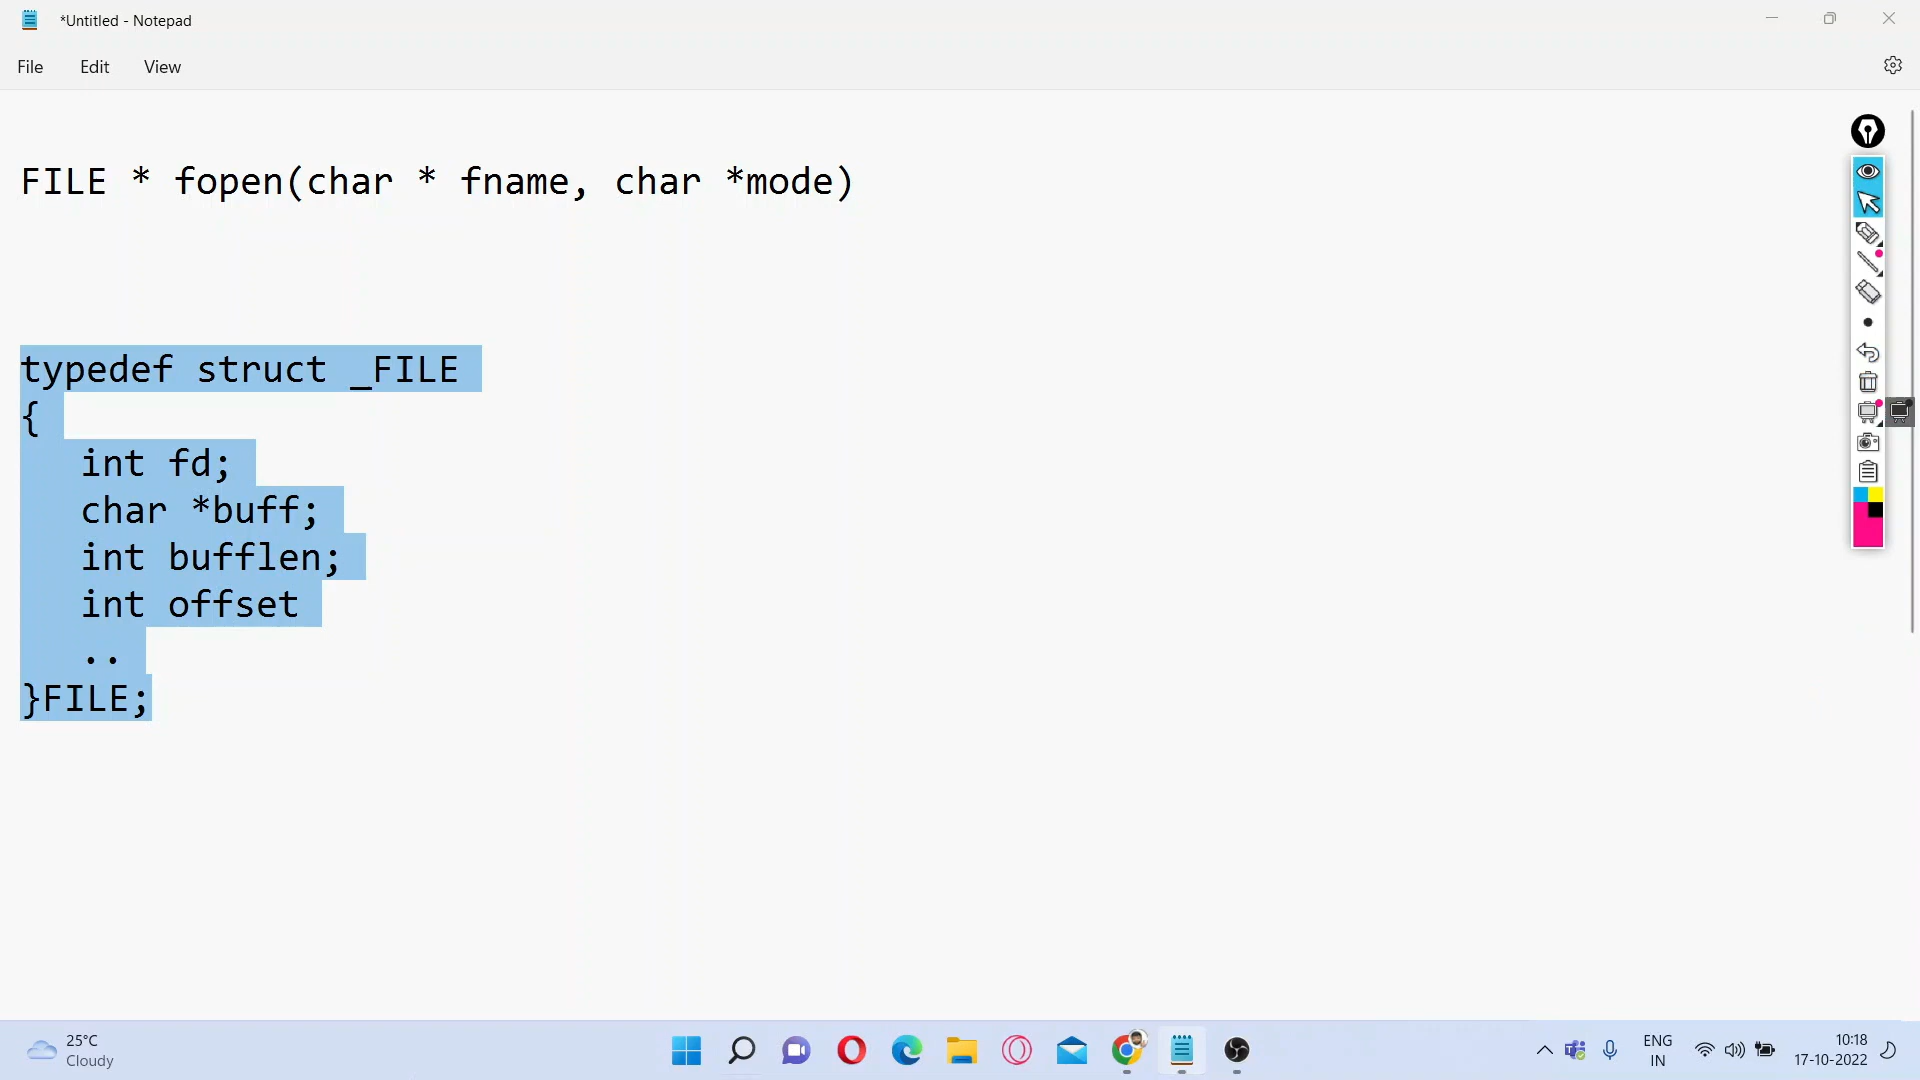 *Untitled - Notepad
File Edit View
FILE * fopen(char * fname, char *mode)
typedef struct _FILE
{
int fd;
char *buff;
int bufflen;
int offset
..
}FILE;
25°C
Cloudy
ENG
IN
10:18
17-10-2022